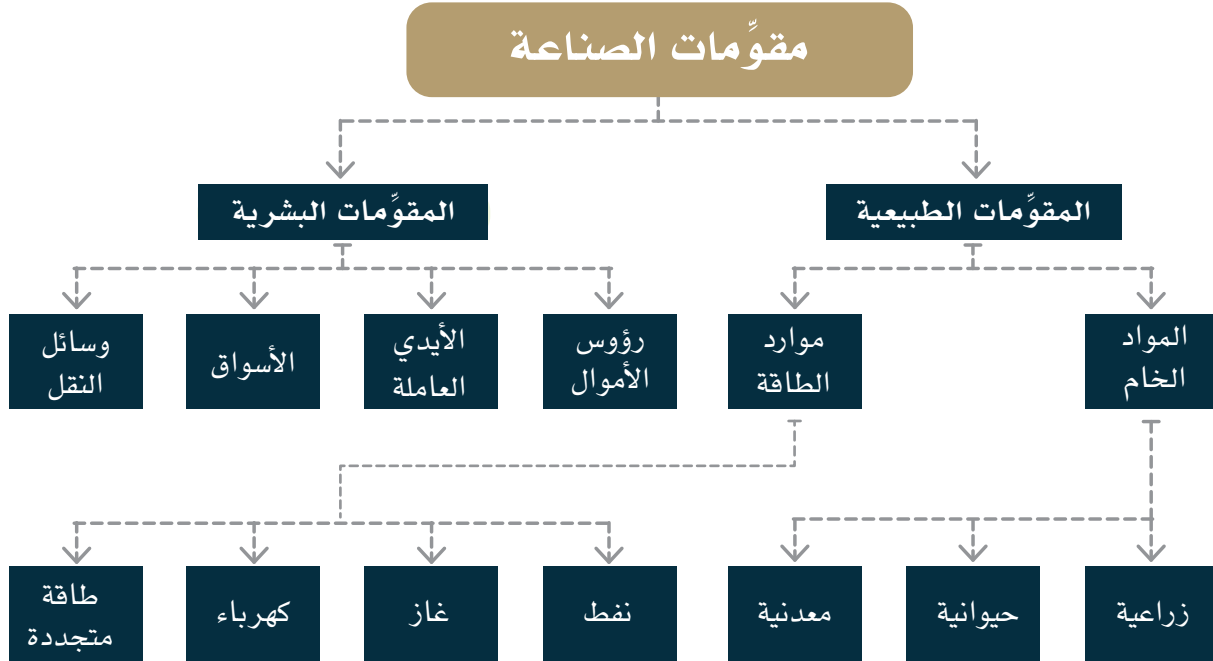 مقوِّمات الصناعة
المقوِّمات الطبيعية
المقوِّمات البشرية
المواد
الخام
موارد
الطاقة
رؤوس
الأموال
الأيدي
العاملة
الأسواق
وسائل
النقل
زراعية
حيوانية
معدنية
نفط
غاز
كهرباء
طاقة
متجددة